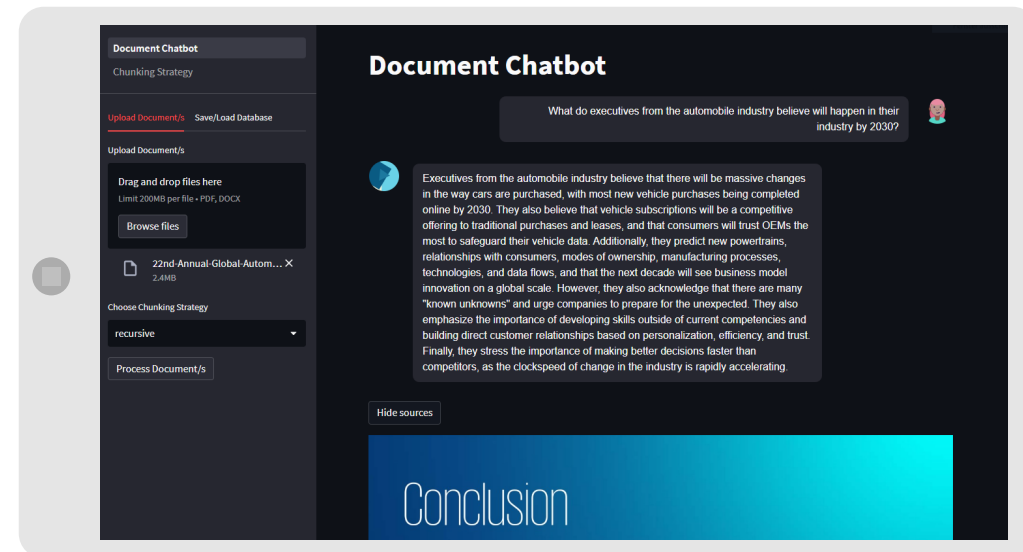 Document Chatbot
Chunking Strategy
Upload Document/s Save/Load Database
Upload Document/s
Drag and drop files here
Limit 200MB per file • PDF, DOCX
Browse files
22nd-Annual-Global-Autom...
2.4MB
Choose Chunking Strategy
recursive
Process Document/s
Document Chatbot
What do executives from the automobile industry believe will happen in their
industry by 2030?
Executives from the automobile industry believe that there will be massive changes
in the way cars are purchased, with most new vehicle purchases being completed
online by 2030. They also believe that vehicle subscriptions will be a competitive
offering to traditional purchases and leases, and that consumers will trust OEMs the
most to safeguard their vehicle data. Additionally, they predict new powertrains,
relationships with consumers, modes of ownership, manufacturing processes,
technologies, and data flows, and that the next decade will see business model
innovation on a global scale. However, they also acknowledge that there are many
"known unknowns" and urge companies to prepare for the unexpected. They also
emphasize the importance of developing skills outside of current competencies and
building direct customer relationships based on personalization, efficiency, and trust.
Finally, they stress the importance of making better decisions faster than
competitors, as the clockspeed of change in the industry is rapidly accelerating.
Hide sources
Conclusion